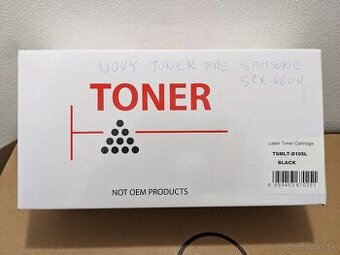 NOVÝ TONER PRE SAMSUNG
SCX 4600
TONER
Laser Toner Cartridge
TSMLT-D105L
BLACK
NOT OEM PRODUCTS